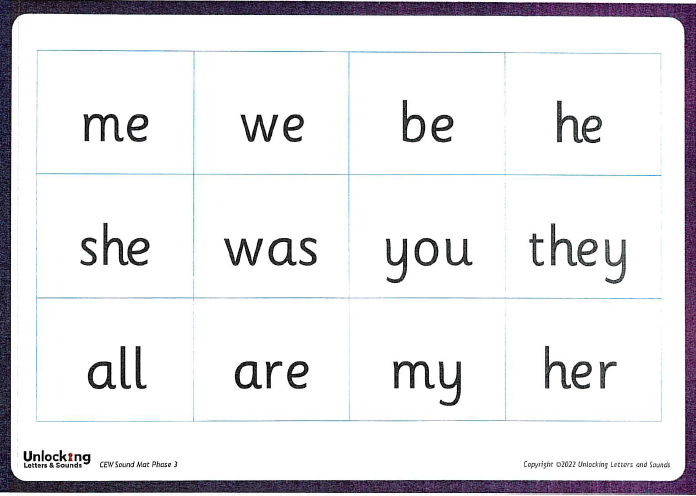 me we be he
she was you they
all are my her
Unlocking
Letters & Sounds
CEW Sound Mat Phase 3
Copyright ©2022 Unlocking Letters and Sounds